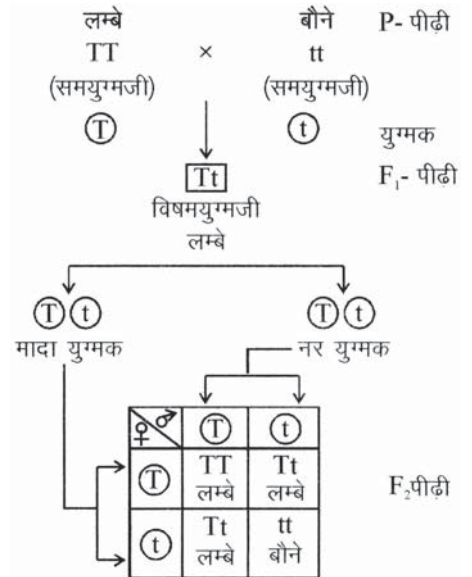 लम्बे बौने P- पीढ़ी
TT × tt
(समयुग्मजी) (समयुग्मजी)
T t युग्मक
Tt F₁- पीढ़ी
विषमयुग्मजी
लम्बे
T t T t
मादा युग्मक नर युग्मक
♀ ♂ T t
T TT Tt F₂पीढ़ी
लम्बे लम्बे
t Tt tt
लम्बे बौने